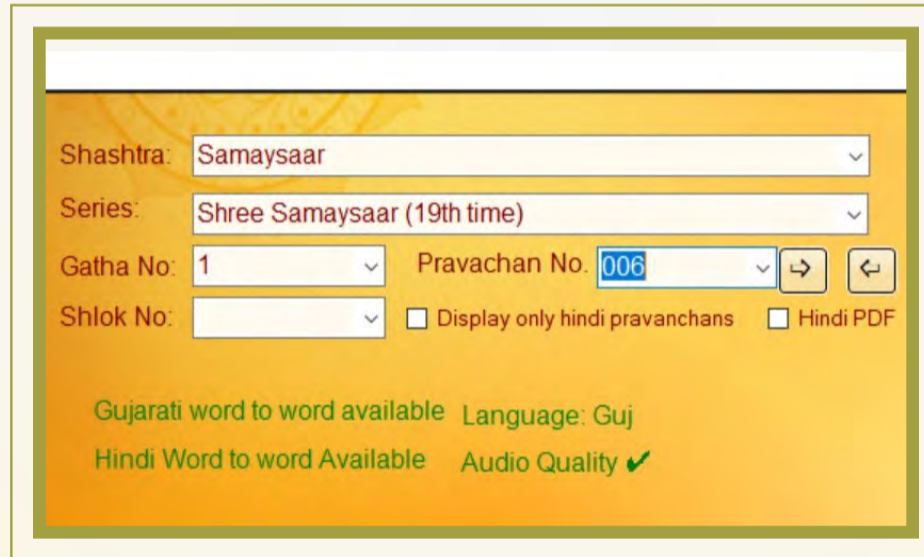 Shashtra: Samaysaar
Series: Shree Samaysaar (19th time)
Gatha No: 1 Pravachan No. 006
Shlok No: Display only hindi pravanchans Hindi PDF
Gujarati word to word available Language: Guj
Hindi Word to word Available Audio Quality ✔